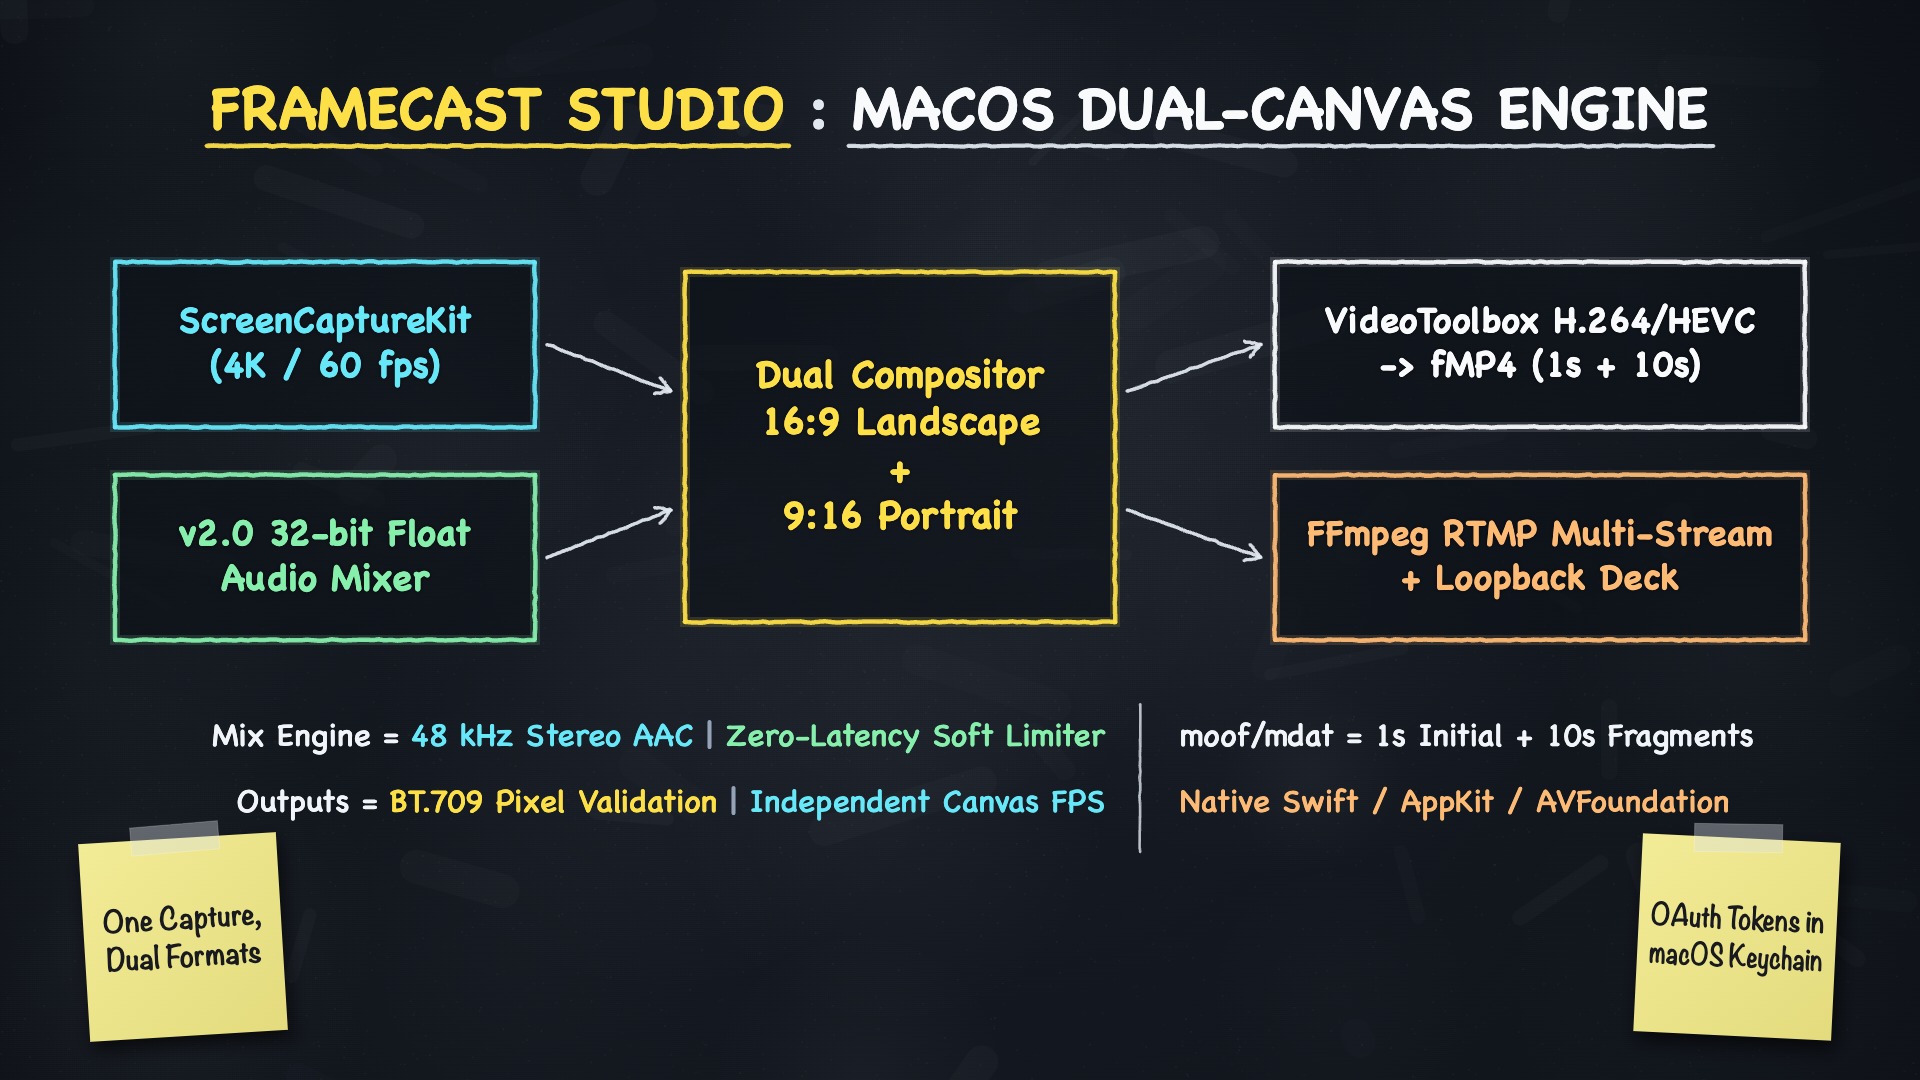 FRAMECAST STUDIO : MACOS DUAL-CANVAS ENGINE
ScreenCaptureKit
(4K / 60 fps)
v2.0 32-bit Float
Audio Mixer
Dual Compositor
16:9 Landscape
+
9:16 Portrait
VideoToolbox H.264/HEVC
-> fMP4 (1s + 10s)
FFmpeg RTMP Multi-Stream
+ Loopback Deck
Mix Engine = 48 kHz Stereo AAC | Zero-Latency Soft Limiter
Outputs = BT.709 Pixel Validation | Independent Canvas FPS
moof/mdat = 1s Initial + 10s Fragments
Native Swift / AppKit / AVFoundation
One Capture,
Dual Formats
OAuth Tokens in
macOS Keychain